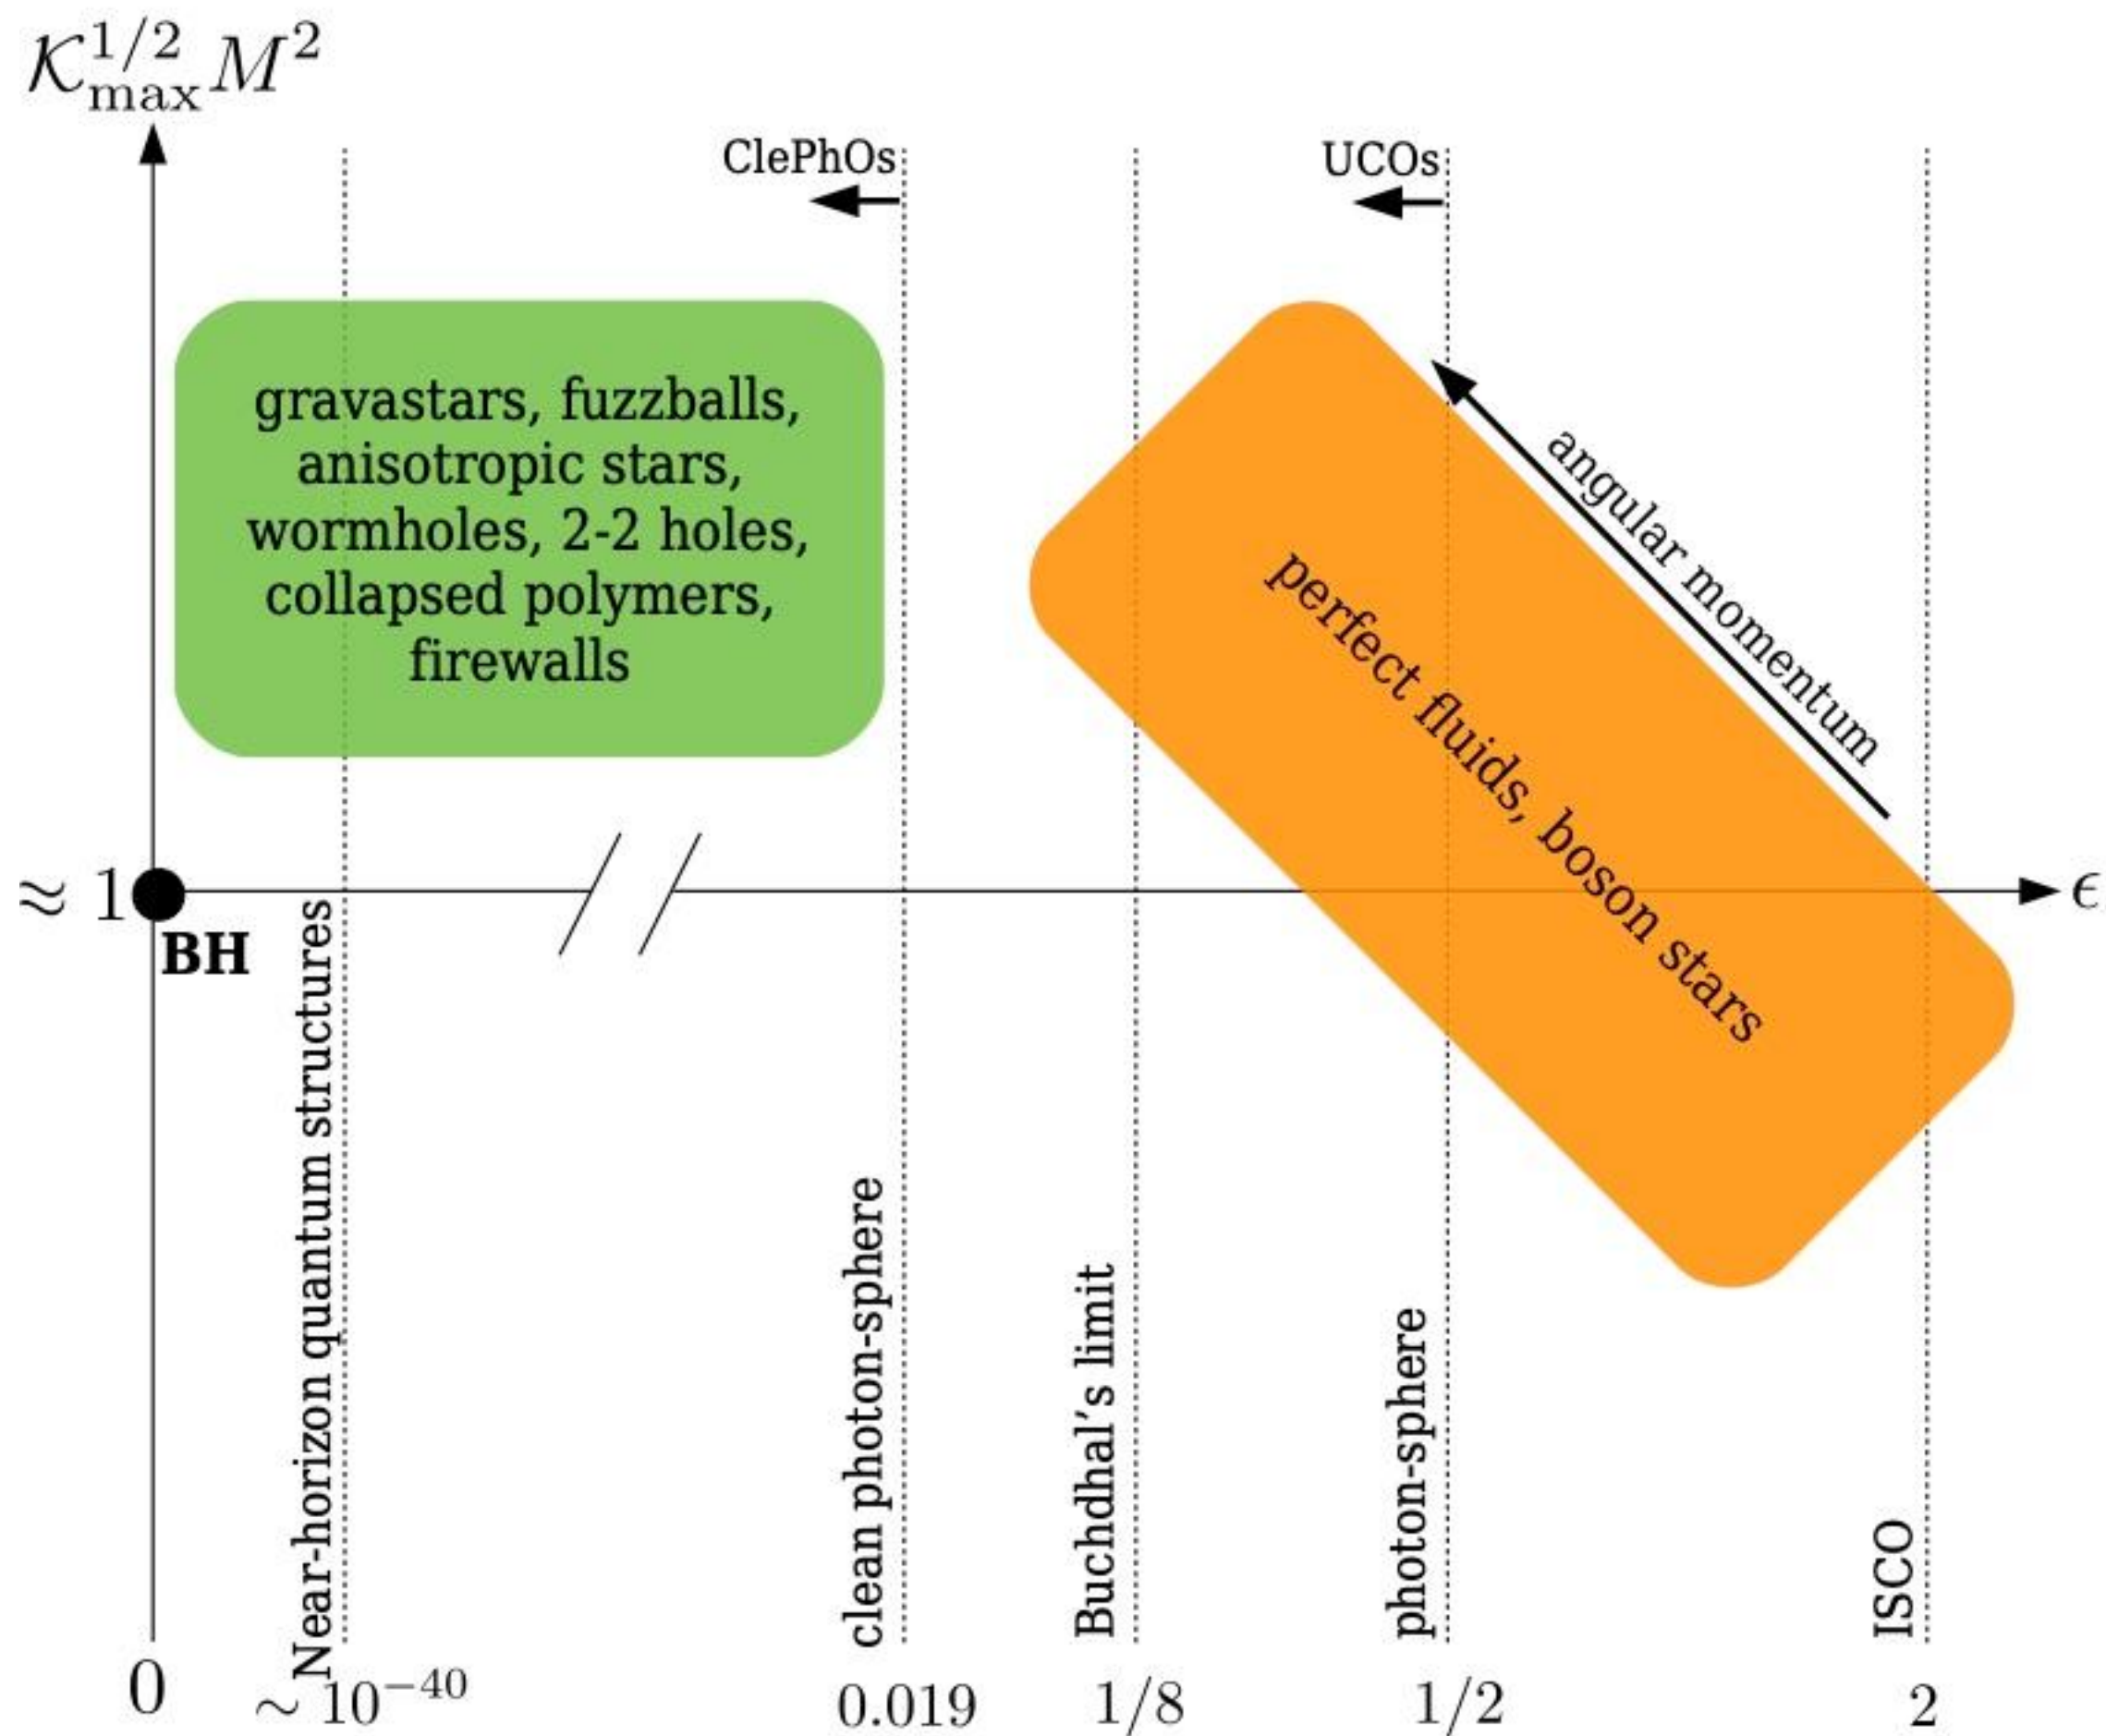 𝒦_max^{1/2} M²
ClePhOs
UCOs
gravastars, fuzzballs,
anisotropic stars,
wormholes, 2-2 holes,
collapsed polymers,
firewalls
angular momentum
perfect fluids, boson stars
≈ 1
ϵ
BH
Near-horizon quantum structures
clean photon-sphere
Buchdhal's limit
photon-sphere
ISCO
0
∼ 10⁻⁴⁰
0.019
1/8
1/2
2